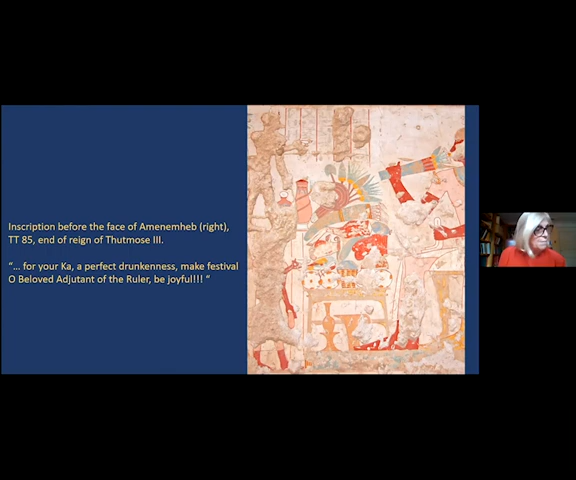 Inscription before the face of Amenemheb (right),
TT 85, end of reign of Thutmose III.
“... for your Ka, a perfect drunkenness, make festival
O Beloved Adjutant of the Ruler, be joyful!!! “